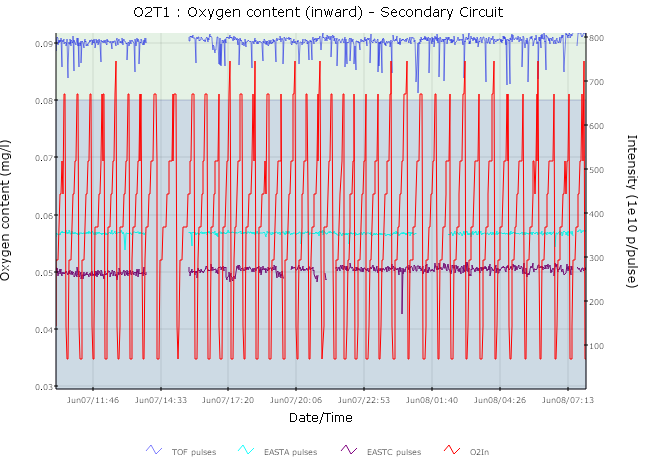 O2T1 : Oxygen content (inward) - Secondary Circuit
Oxygen content (mg/l)
0.09
0.08
0.07
0.06
0.05
0.04
0.03
800
700
600
500
400
300
200
100
Intensity (1e10 p/pulse)
Jun07/11:46 Jun07/14:33 Jun07/17:20 Jun07/20:06 Jun07/22:53 Jun08/01:40 Jun08/04:26 Jun08/07:13
Date/Time
TOF pulses EASTA pulses EASTC pulses O2In